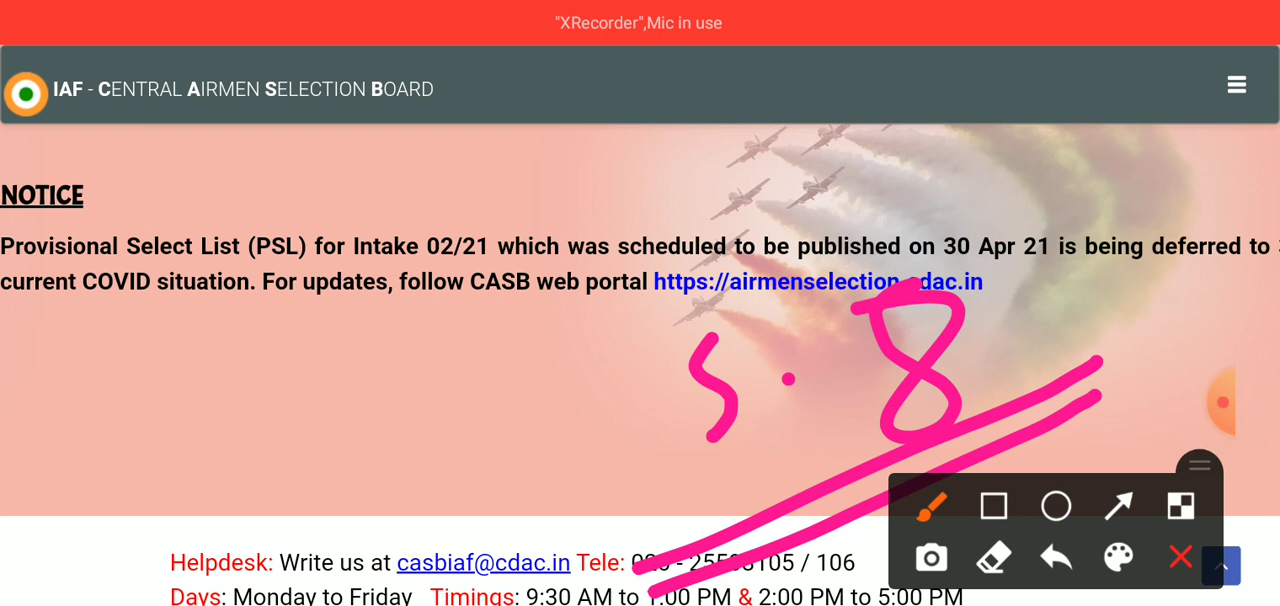 "XRecorder",Mic in use
IAF - CENTRAL AIRMEN SELECTION BOARD
NOTICE
Provisional Select List (PSL) for Intake 02/21 which was scheduled to be published on 30 Apr 21 is being deferred to
current COVID situation. For updates, follow CASB web portal https://airmenselection.cdac.in
5.8
Helpdesk: Write us at casbiaf@cdac.in Tele: - 105 / 106
Days: Monday to Friday Timings: 9:30 AM to 1:00 PM & 2:00 PM to 5:00 PM